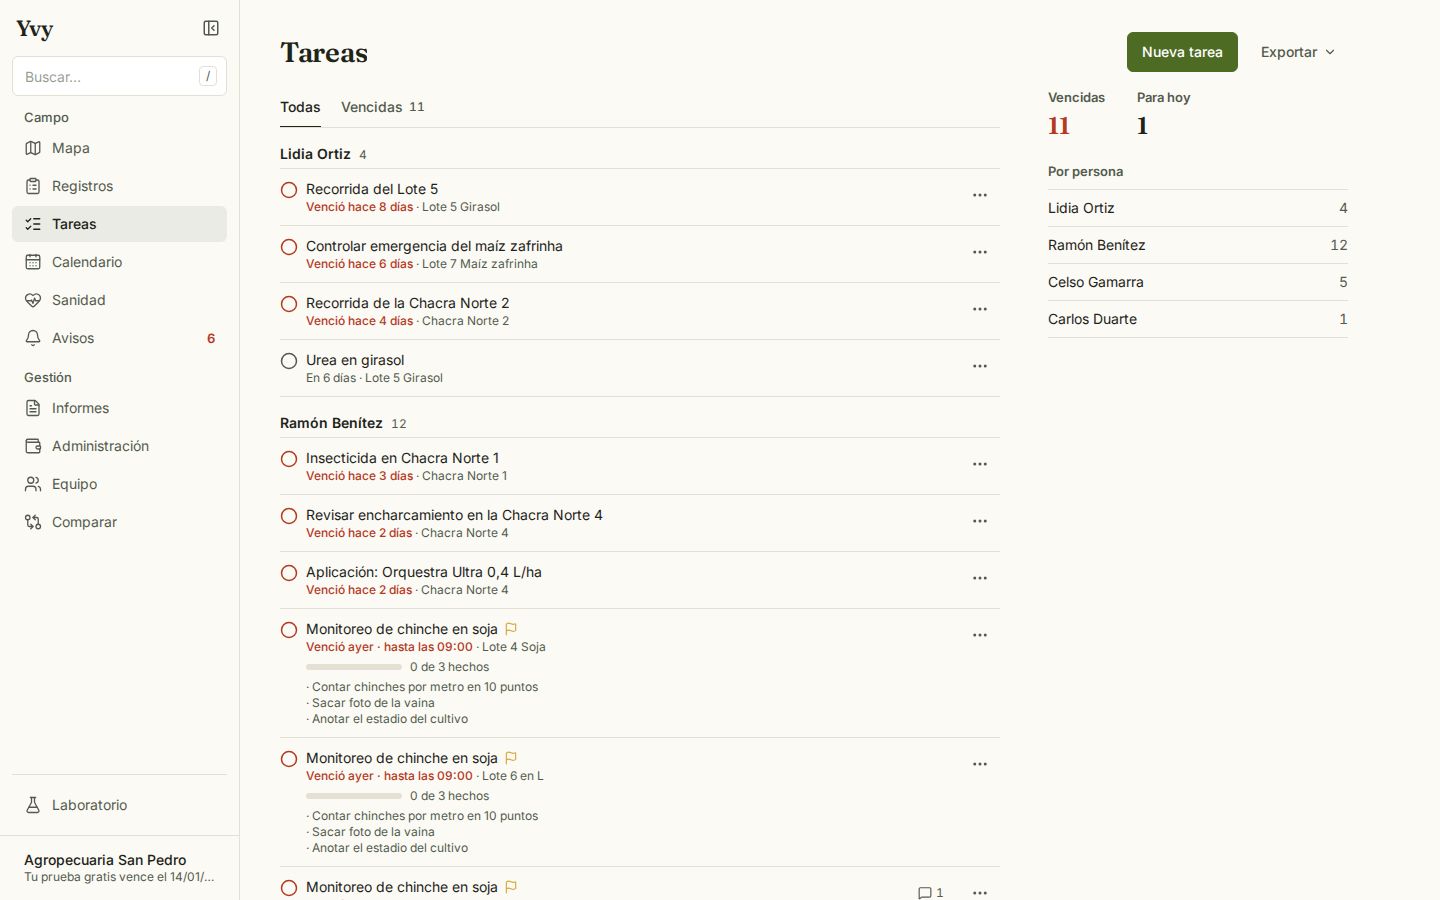 Yvy
Buscar... /
Campo
Mapa
Registros
Tareas
Calendario
Sanidad
Avisos 6
Gestión
Informes
Administración
Equipo
Comparar
Laboratorio
Agropecuaria San Pedro
Tu prueba gratis vence el 14/01/...
Tareas
Nueva tarea
Exportar
Todas
Vencidas 11
Lidia Ortiz 4
Recorrida del Lote 5
Venció hace 8 días · Lote 5 Girasol
Controlar emergencia del maíz zafrinha
Venció hace 6 días · Lote 7 Maíz zafrinha
Recorrida de la Chacra Norte 2
Venció hace 4 días · Chacra Norte 2
Urea en girasol
En 6 días · Lote 5 Girasol
Ramón Benítez 12
Insecticida en Chacra Norte 1
Venció hace 3 días · Chacra Norte 1
Revisar encharcamiento en la Chacra Norte 4
Venció hace 2 días · Chacra Norte 4
Aplicación: Orquestra Ultra 0,4 L/ha
Venció hace 2 días · Chacra Norte 4
Monitoreo de chinche en soja
Venció ayer · hasta las 09:00 · Lote 4 Soja
0 de 3 hechos
· Contar chinches por metro en 10 puntos
· Sacar foto de la vaina
· Anotar el estadio del cultivo
Monitoreo de chinche en soja
Venció ayer · hasta las 09:00 · Lote 6 en L
0 de 3 hechos
· Contar chinches por metro en 10 puntos
· Sacar foto de la vaina
· Anotar el estadio del cultivo
Monitoreo de chinche en soja
1
Vencidas
11
Para hoy
1
Por persona
Lidia Ortiz 4
Ramón Benítez 12
Celso Gamarra 5
Carlos Duarte 1